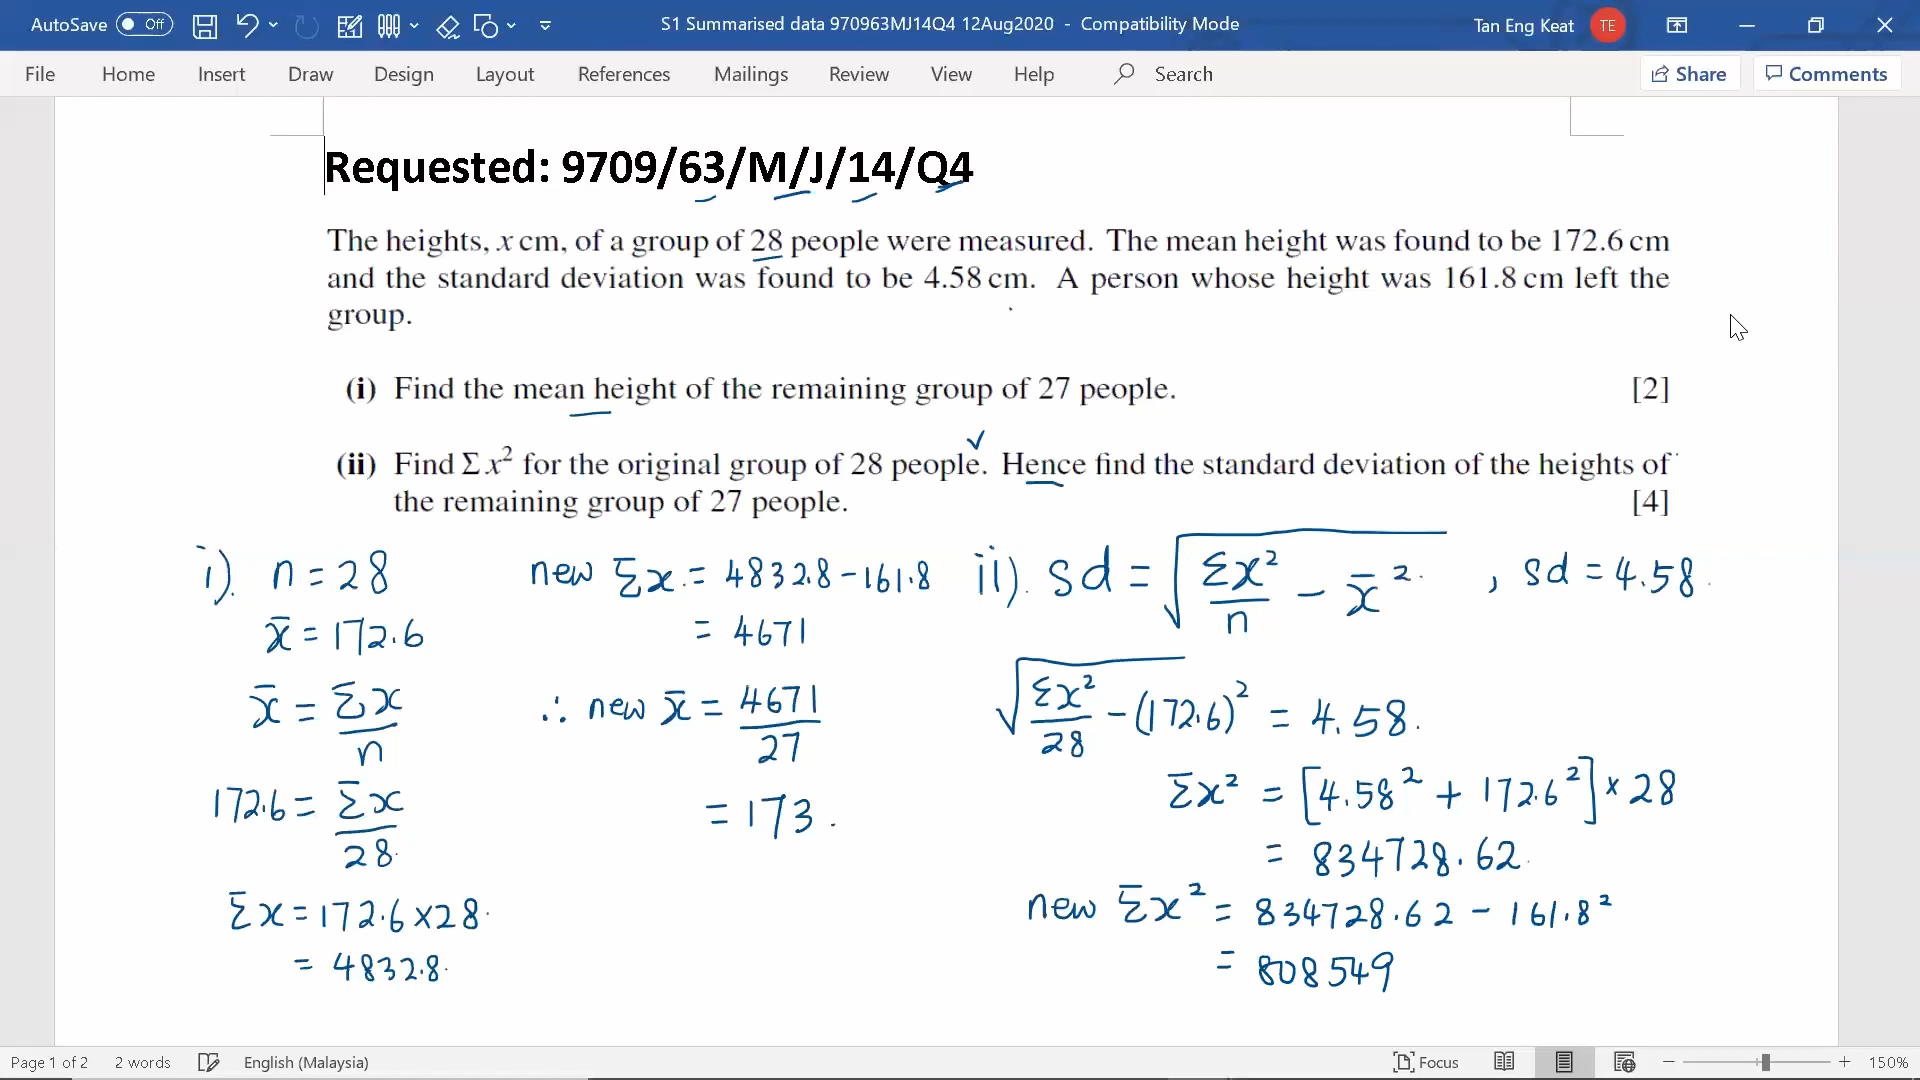 AutoSave Off S1 Summarised data 970963MJ14Q4 12Aug2020 - Compatibility Mode Tan Eng Keat TE
File Home Insert Draw Design Layout References Mailings Review View Help Search Share Comments
Requested: 9709/63/M/J/14/Q4
The heights, x cm, of a group of 28 people were measured. The mean height was found to be 172.6 cm
and the standard deviation was found to be 4.58 cm. A person whose height was 161.8 cm left the
group.
(i) Find the mean height of the remaining group of 27 people. [2]
(ii) Find Σx² for the original group of 28 people. Hence find the standard deviation of the heights of
the remaining group of 27 people. [4]
i). n = 28
x̄ = 172.6
x̄ = Σx / n
172.6 = Σx / 28
Σx = 172.6 × 28
= 4832.8
new Σx = 4832.8 - 161.8
= 4671
∴ new x̄ = 4671 / 27
= 173.
ii). sd = √(Σx² / n - x̄²) , sd = 4.58
√(Σx² / 28 - (172.6)²) = 4.58
Σx² = [4.58² + 172.6²] × 28
= 834728.62
new Σx² = 834728.62 - 161.8²
= 808549
Page 1 of 2 2 words English (Malaysia) Focus 150%